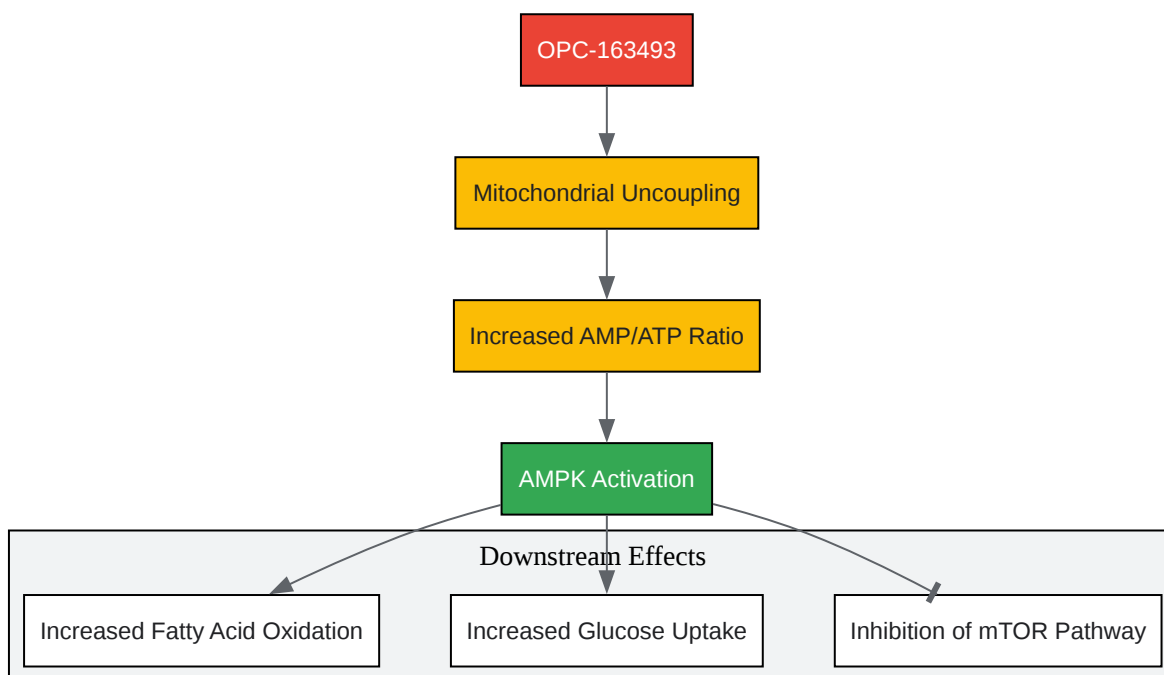 OPC-163493
Mitochondrial Uncoupling
Increased AMP/ATP Ratio
AMPK Activation
Downstream Effects
Increased Fatty Acid Oxidation
Increased Glucose Uptake
Inhibition of mTOR Pathway